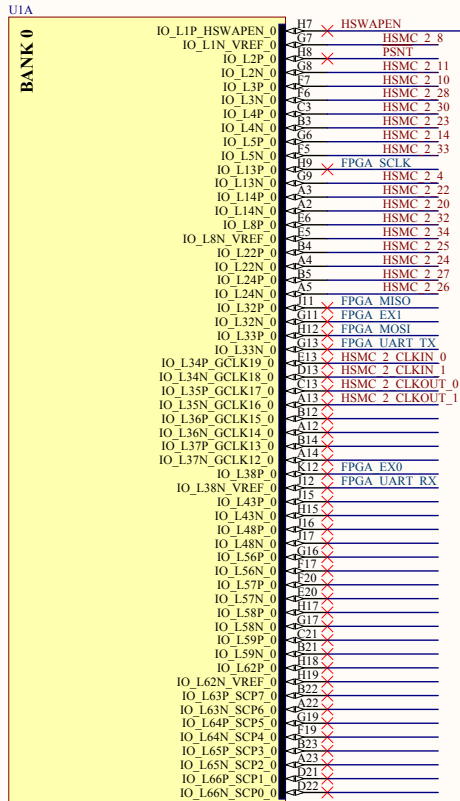 U1A
BANK 0
IO_L1P_HSWAPEN_0 H7 HSWAPEN
IO_L1N_VREF_0 G7 HSMC_2_8
IO_L2P_0 H8 PSNT
IO_L2N_0 G8 HSMC_2_11
IO_L3P_0 F7 HSMC_2_10
IO_L3N_0 F6 HSMC_2_28
IO_L4P_0 C3 HSMC_2_30
IO_L4N_0 B3 HSMC_2_23
IO_L5P_0 G6 HSMC_2_14
IO_L5N_0 F5 HSMC_2_33
IO_L13P_0 H9 FPGA_SCLK
IO_L13N_0 G9 HSMC_2_4
IO_L14P_0 A3 HSMC_2_22
IO_L14N_0 A2 HSMC_2_20
IO_L8P_0 E6 HSMC_2_32
IO_L8N_VREF_0 E5 HSMC_2_34
IO_L22P_0 B4 HSMC_2_25
IO_L22N_0 A4 HSMC_2_24
IO_L24P_0 B5 HSMC_2_27
IO_L24N_0 A5 HSMC_2_26
IO_L32P_0 J11 FPGA_MISO
IO_L32N_0 G11 FPGA_EX1
IO_L33P_0 H12 FPGA_MOSI
IO_L33N_0 G13 FPGA_UART_TX
IO_L34P_GCLK19_0 E13 HSMC_2_CLKIN_0
IO_L34N_GCLK18_0 D13 HSMC_2_CLKIN_1
IO_L35P_GCLK17_0 C13 HSMC_2_CLKOUT_0
IO_L35N_GCLK16_0 A13 HSMC_2_CLKOUT_1
IO_L36P_GCLK15_0 B12
IO_L36N_GCLK14_0 A12
IO_L37P_GCLK13_0 B14
IO_L37N_GCLK12_0 A14
IO_L38P_0 K12 FPGA_EX0
IO_L38N_VREF_0 J12 FPGA_UART_RX
IO_L43P_0 J15
IO_L43N_0 H15
IO_L48P_0 J16
IO_L48N_0 J17
IO_L56P_0 G16
IO_L56N_0 F17
IO_L57P_0 F20
IO_L57N_0 E20
IO_L58P_0 H17
IO_L58N_0 G17
IO_L59P_0 C21
IO_L59N_0 B21
IO_L62P_0 H18
IO_L62N_VREF_0 H19
IO_L63P_SCP7_0 B22
IO_L63N_SCP6_0 A22
IO_L64P_SCP5_0 G19
IO_L64N_SCP4_0 F19
IO_L65P_SCP3_0 B23
IO_L65N_SCP2_0 A23
IO_L66P_SCP1_0 D21
IO_L66N_SCP0_0 D22